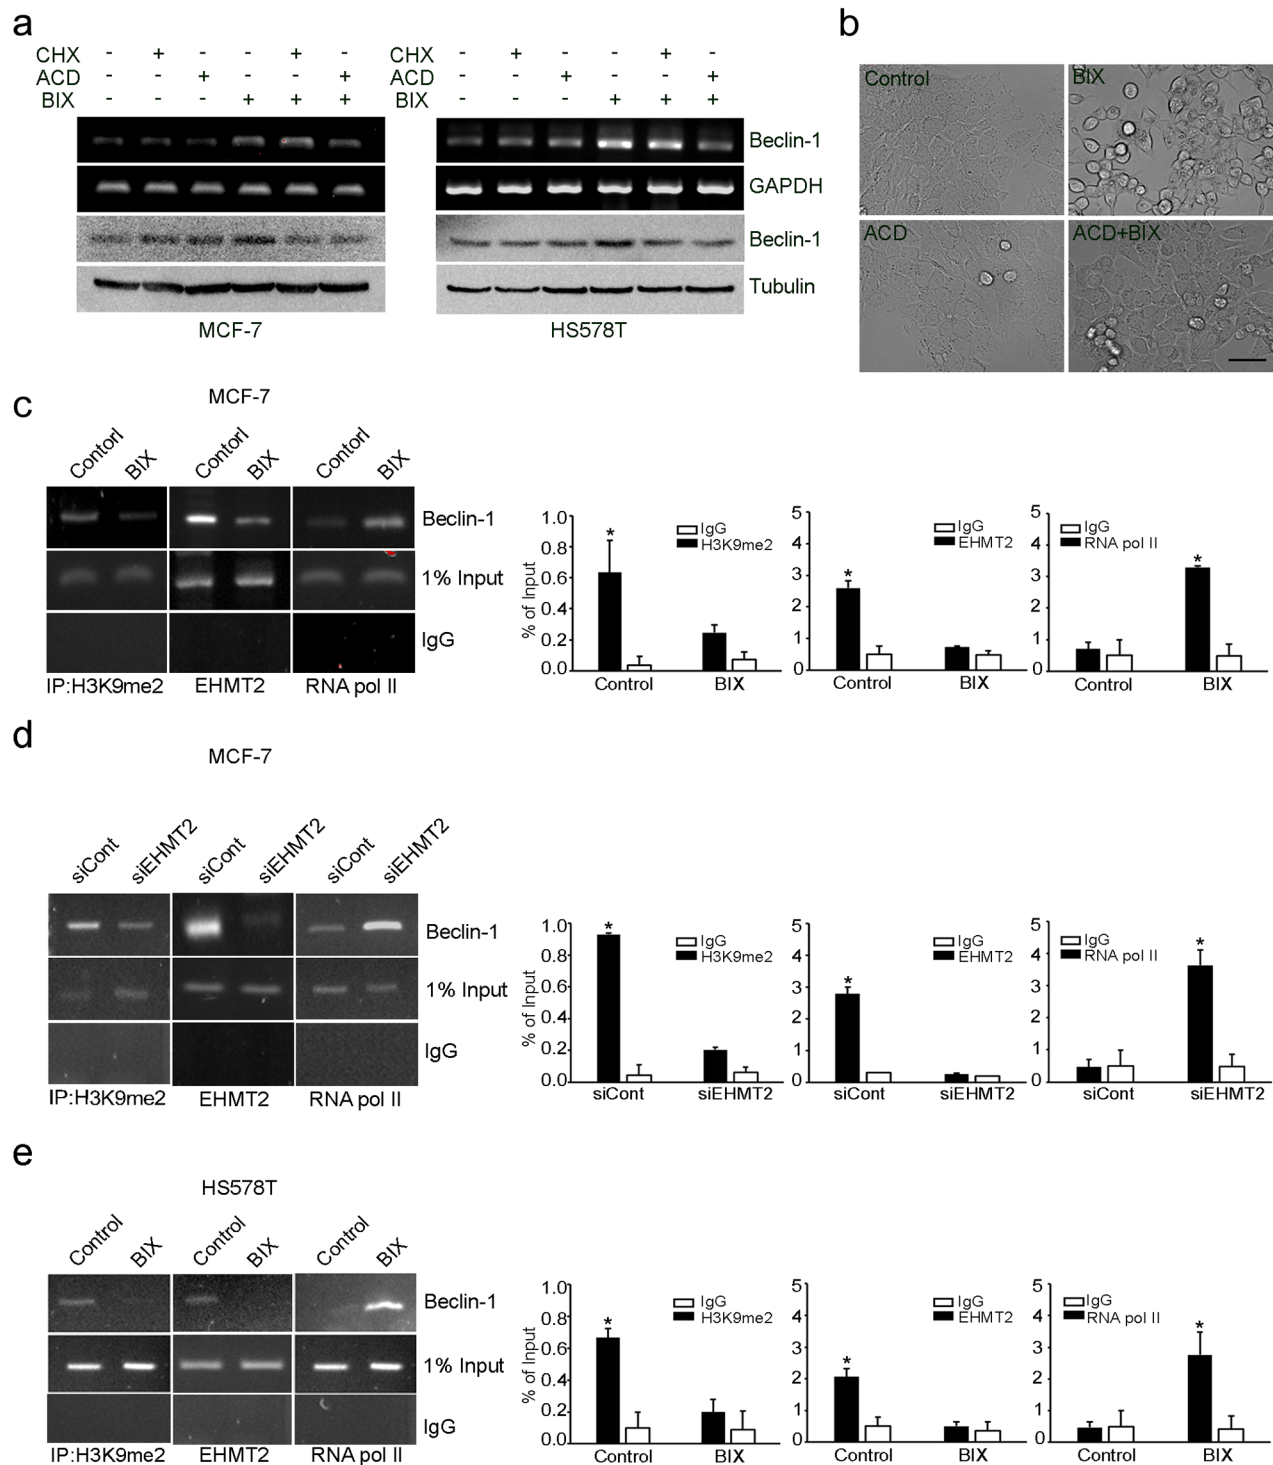 a
CHX - + - - + -
ACD - - + - - +
BIX - - - + + +
CHX - + - - + -
ACD - - + - - +
BIX - - - + + +
Beclin-1
GAPDH
Beclin-1
Tubulin
MCF-7
HS578T
b
Control
BIX
ACD
ACD+BIX
c
MCF-7
Contorl
BIX
Contorl
BIX
Contorl
BIX
Beclin-1
1% Input
IgG
IP:H3K9me2
EHMT2
RNA pol II
% of Input
1.0
0.8
0.6
0.4
0.2
0.0
*
IgG
H3K9me2
Control
BIX
5
4
3
2
1
0
*
IgG
EHMT2
Control
BIX
5
4
3
2
1
0
*
IgG
RNA pol II
Control
BIX
d
MCF-7
siCont
siEHMT2
siCont
siEHMT2
siCont
siEHMT2
Beclin-1
1% Input
IgG
IP:H3K9me2
EHMT2
RNA pol II
% of Input
1.0
0.8
0.6
0.4
0.2
0.0
*
IgG
H3K9me2
siCont
siEHMT2
5
4
3
2
1
0
*
IgG
EHMT2
siCont
siEHMT2
5
4
3
2
1
0
*
IgG
RNA pol II
siCont
siEHMT2
e
HS578T
Control
BIX
Control
BIX
Control
BIX
Beclin-1
1% Input
IgG
IP:H3K9me2
EHMT2
RNA pol II
% of Input
1.0
0.8
0.6
0.4
0.2
0.0
*
IgG
H3K9me2
Control
BIX
5
4
3
2
1
0
*
IgG
EHMT2
Control
BIX
5
4
3
2
1
0
*
IgG
RNA pol II
Control
BIX